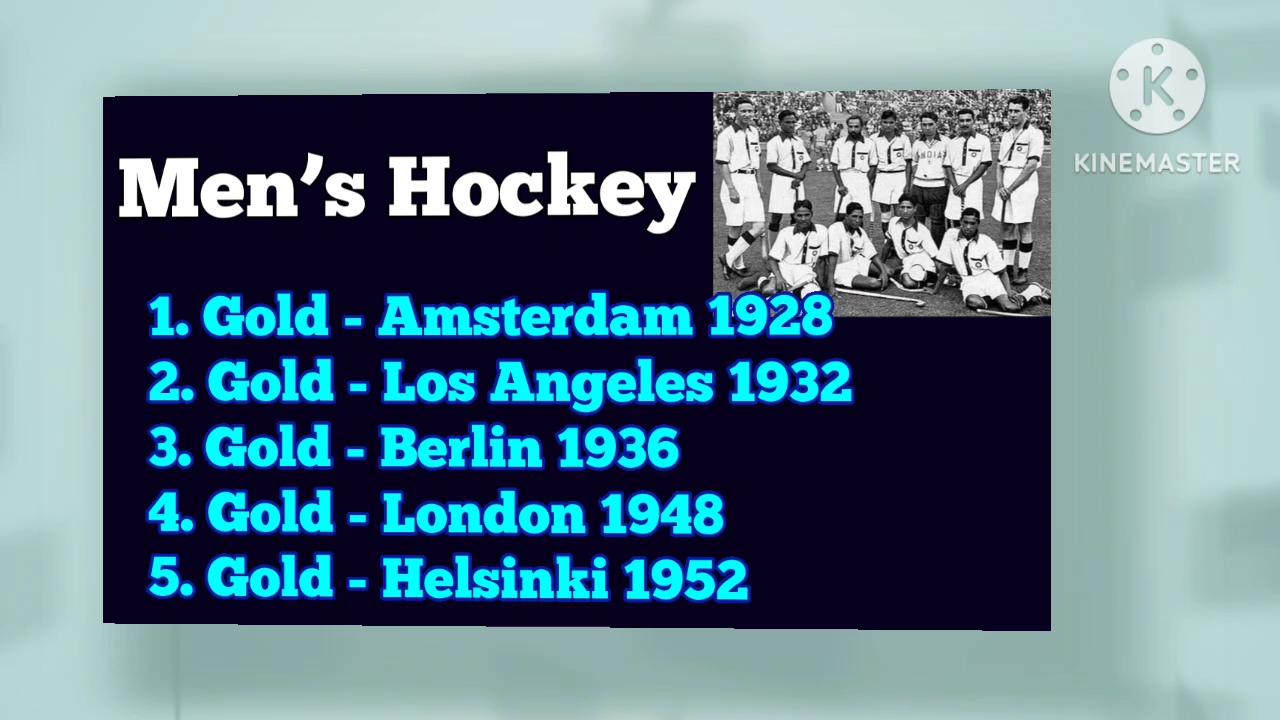 Men's Hockey
K
KINEMASTER
INDIA
1. Gold - Amsterdam 1928
2. Gold - Los Angeles 1932
3. Gold - Berlin 1936
4. Gold - London 1948
5. Gold - Helsinki 1952